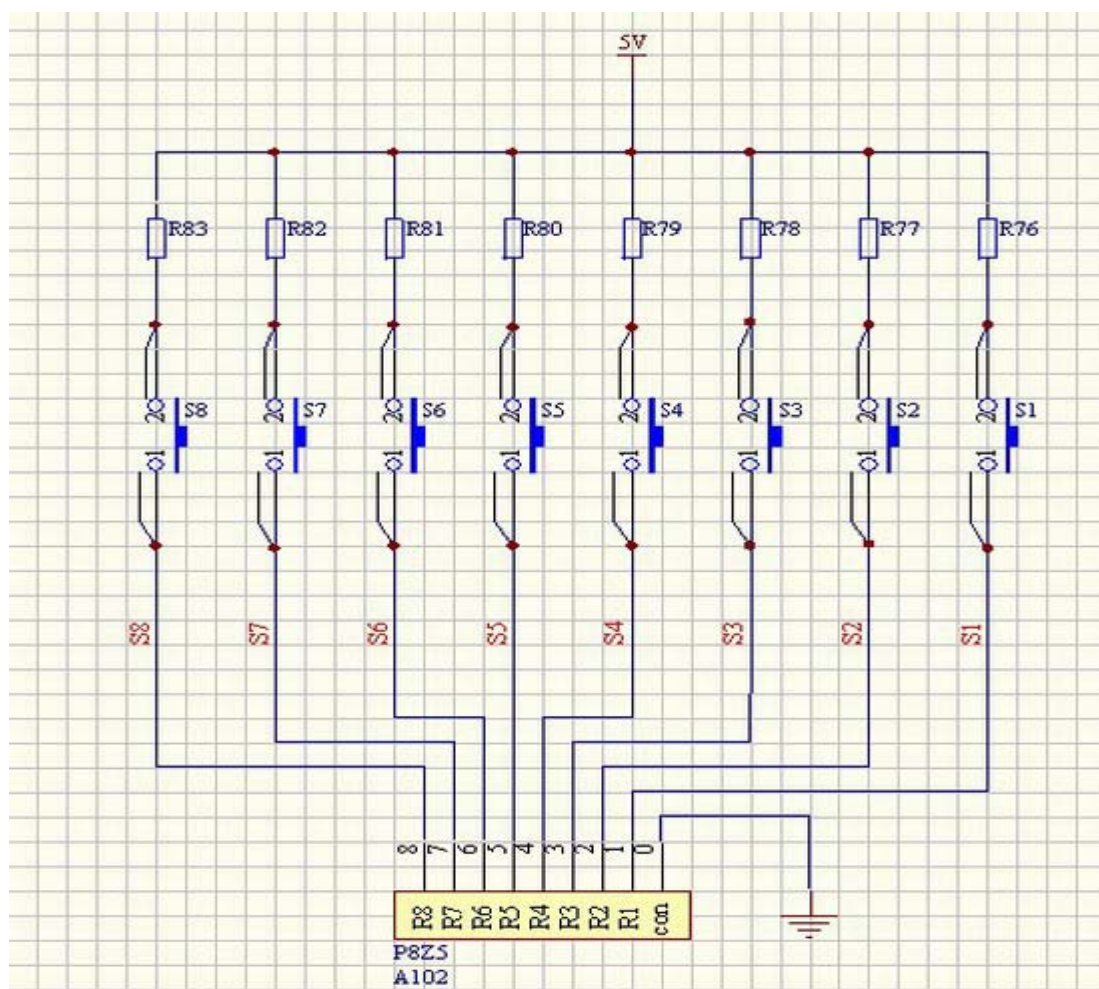 5V
R83 R82 R81 R80 R79 R78 R77 R76
2 2 2 2 2 2 2 2
S8 S7 S6 S5 S4 S3 S2 S1
1 1 1 1 1 1 1 1
S8 S7 S6 S5 S4 S3 S2 S1
8 7 6 5 4 3 2 1 0
R8 R7 R6 R5 R4 R3 R2 R1 con
P8Z5
A102